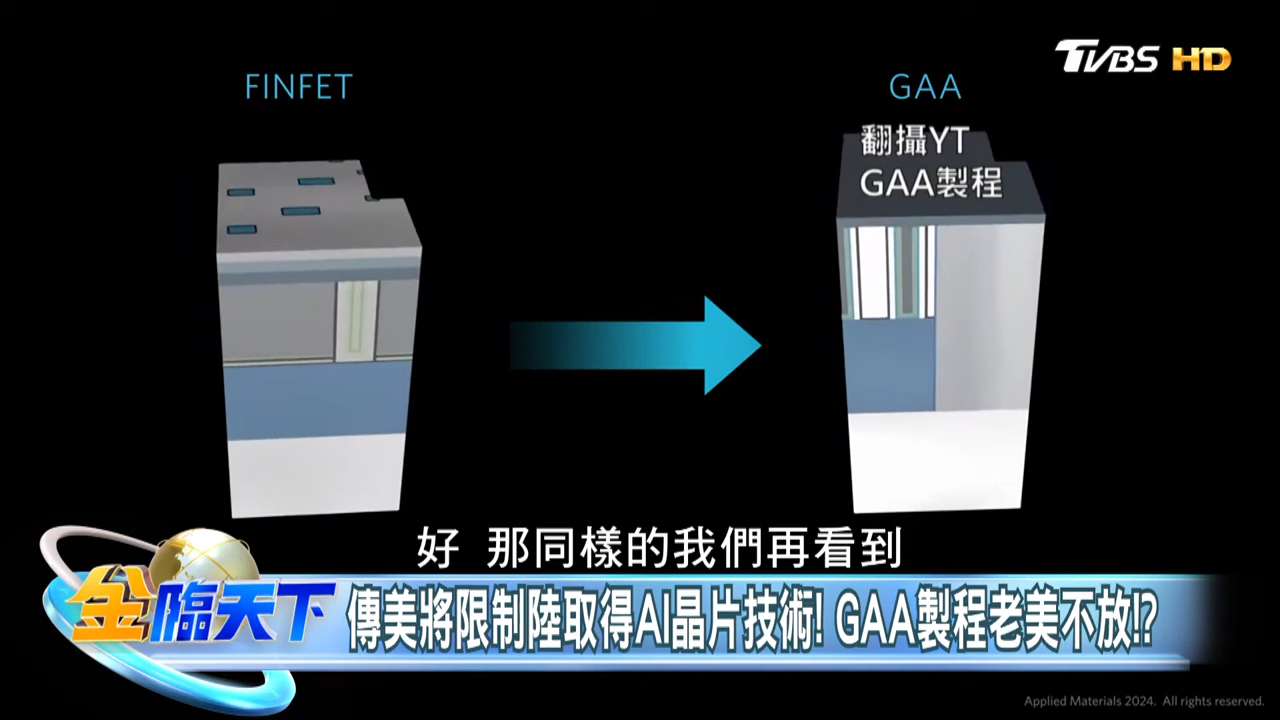 TVBS HD
FINFET
GAA
翻攝YT
GAA製程
好 那同樣的我們再看到
金臨天下
傳美將限制陸取得AI晶片技術! GAA製程老美不放!?
Applied Materials 2024. All rights reserved.